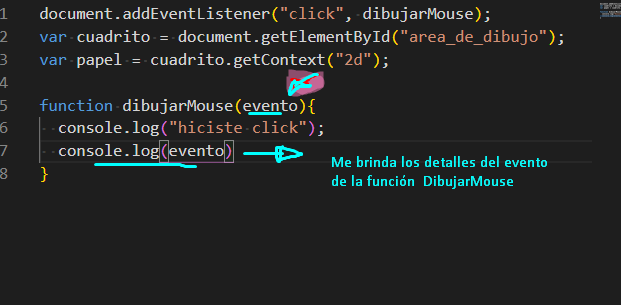 1 document.addEventListener("click", dibujarMouse);
2 var cuadrito = document.getElementById("area_de_dibujo");
3 var papel = cuadrito.getContext("2d");
4
5 function dibujarMouse(evento){
6 console.log("hiciste click");
7 console.log(evento)
Me brinda los detalles del evento
de la función DibujarMouse
8 }